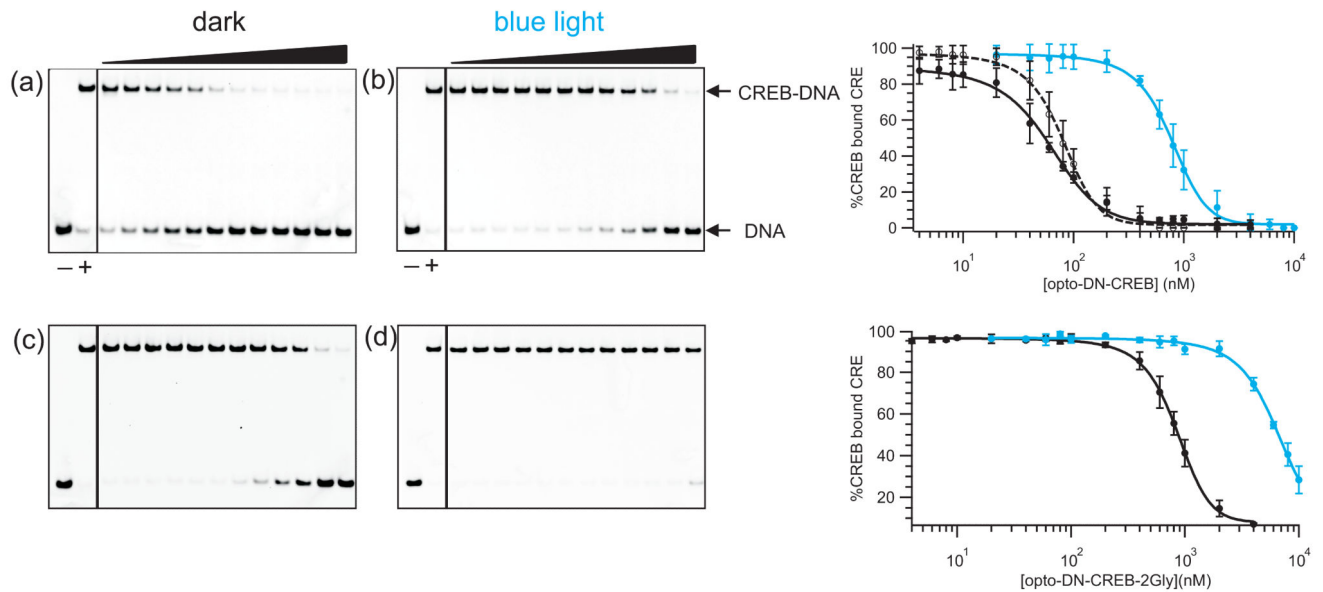 dark
blue light
(a)
(b)
CREB-DNA
DNA
– +
– +
(c)
(d)
%CREB bound CRE
100
80
60
40
20
0
10¹
10²
10³
10⁴
[opto-DN-CREB] (nM)
%CREB bound CRE
100
80
60
40
20
10¹
10²
10³
10⁴
[opto-DN-CREB-2Gly](nM)